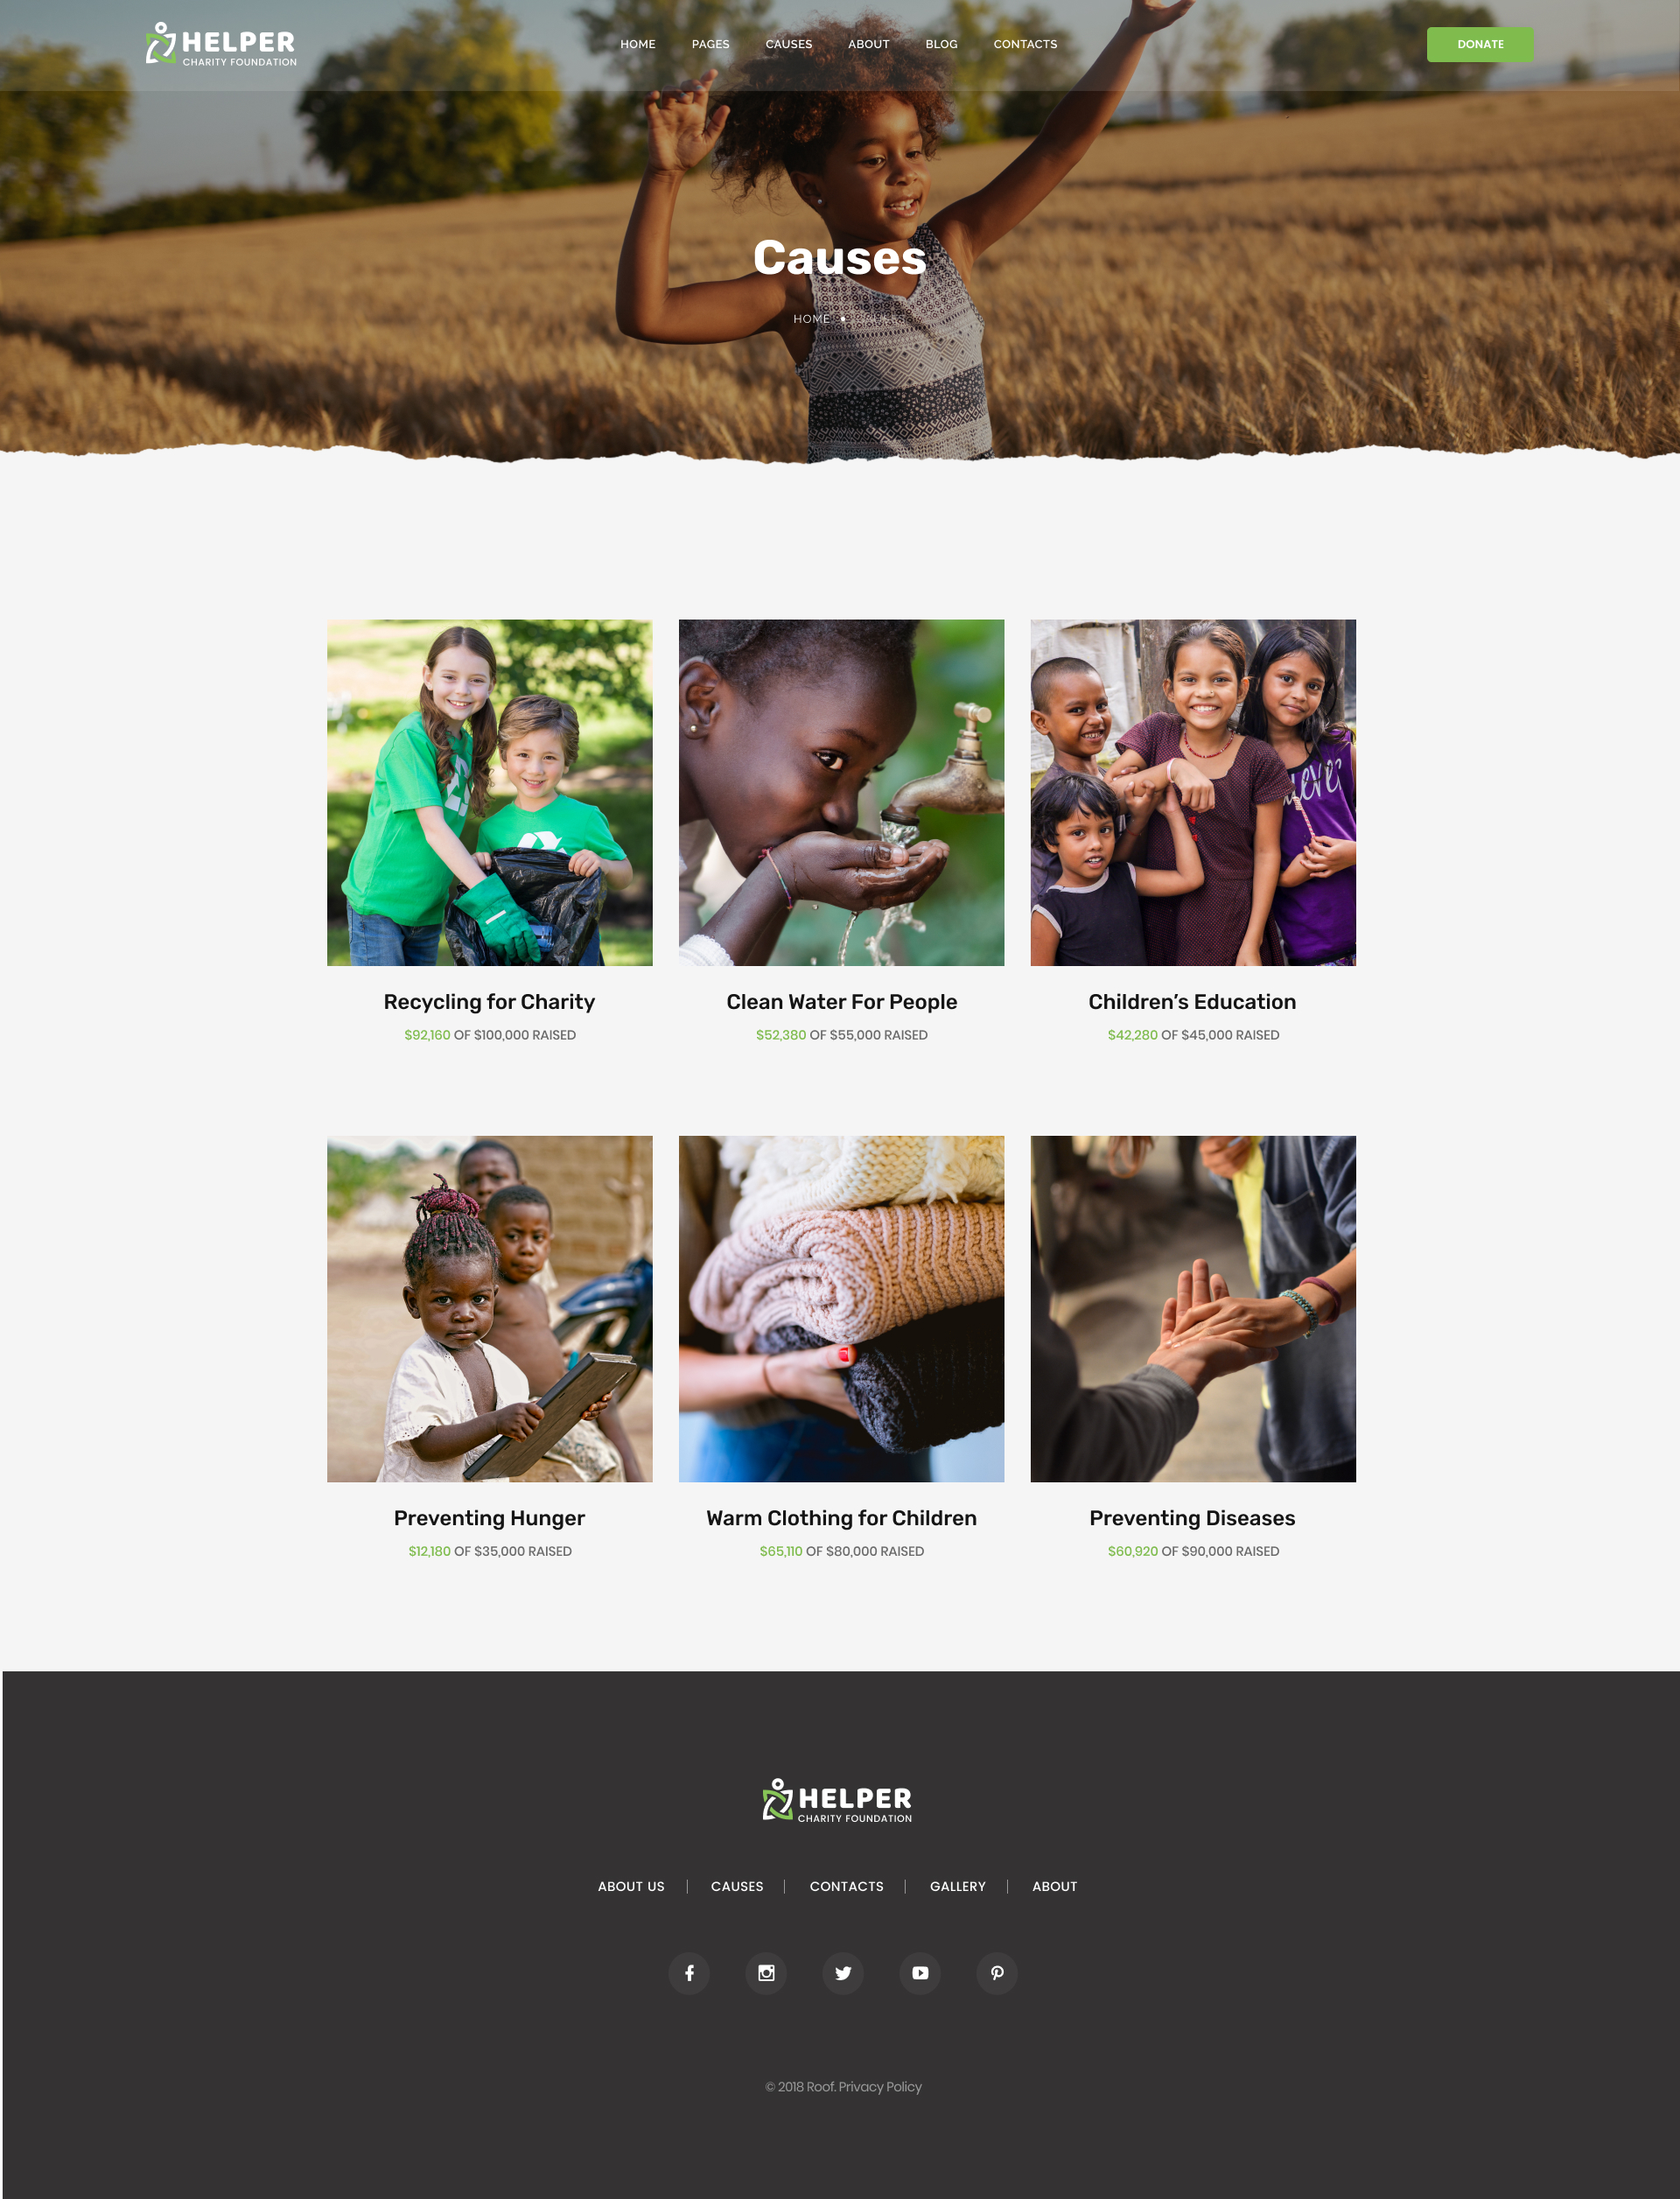 HELPER
CHARITY FOUNDATION
HOME PAGES CAUSES ABOUT BLOG CONTACTS
DONATE
Causes
HOME •
Recycling for Charity
$92,160 OF $100,000 RAISED
Clean Water For People
$52,380 OF $55,000 RAISED
Children’s Education
$42,280 OF $45,000 RAISED
Preventing Hunger
$12,180 OF $35,000 RAISED
Warm Clothing for Children
$65,110 OF $80,000 RAISED
Preventing Diseases
$60,920 OF $90,000 RAISED
HELPER
CHARITY FOUNDATION
ABOUT US | CAUSES | CONTACTS | GALLERY | ABOUT
© 2018 Roof. Privacy Policy